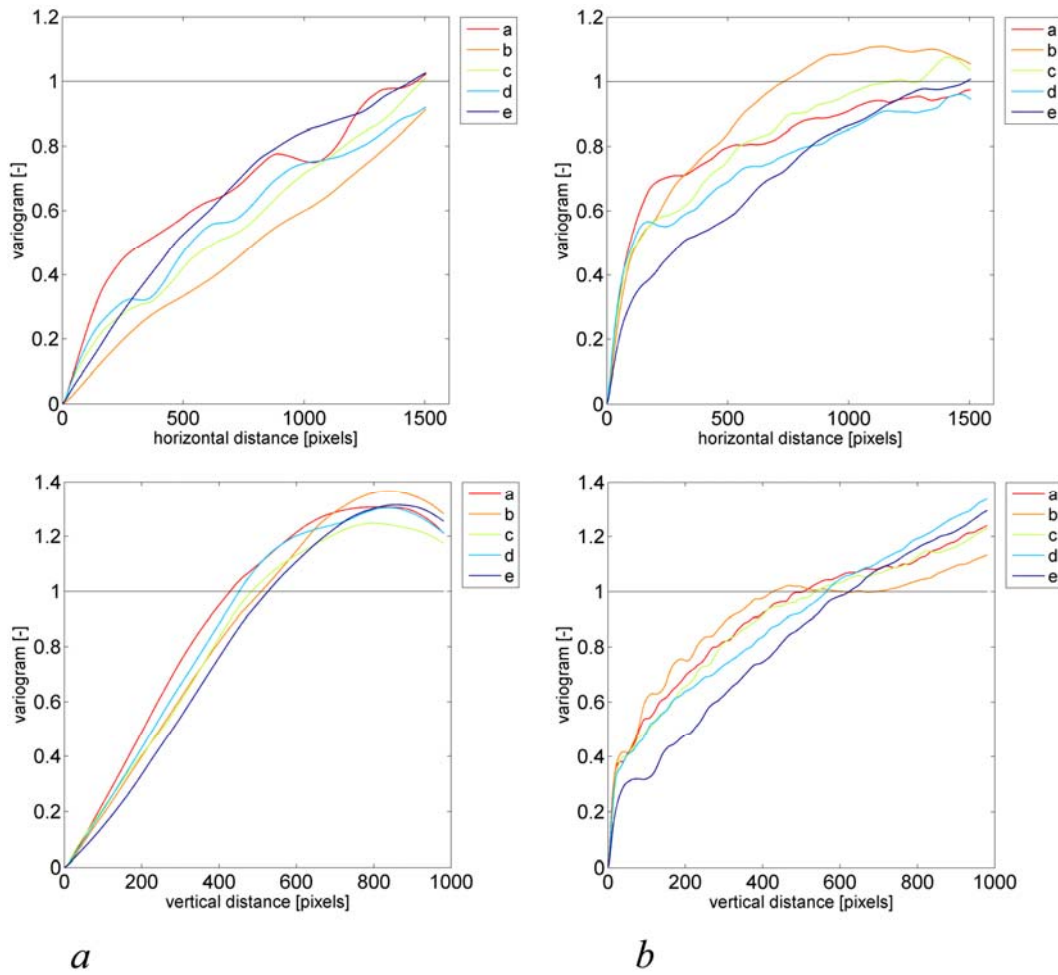 1.2
1
0.8
0.6
0.4
0.2
0
variogram [-]
0 500 1000 1500
horizontal distance [pixels]
a
b
c
d
e
1.2
1
0.8
0.6
0.4
0.2
0
variogram [-]
0 500 1000 1500
horizontal distance [pixels]
a
b
c
d
e
1.4
1.2
1
0.8
0.6
0.4
0.2
0
variogram [-]
0 200 400 600 800 1000
vertical distance [pixels]
a
b
c
d
e
1.4
1.2
1
0.8
0.6
0.4
0.2
0
variogram [-]
0 200 400 600 800 1000
vertical distance [pixels]
a
b
c
d
e
a
b